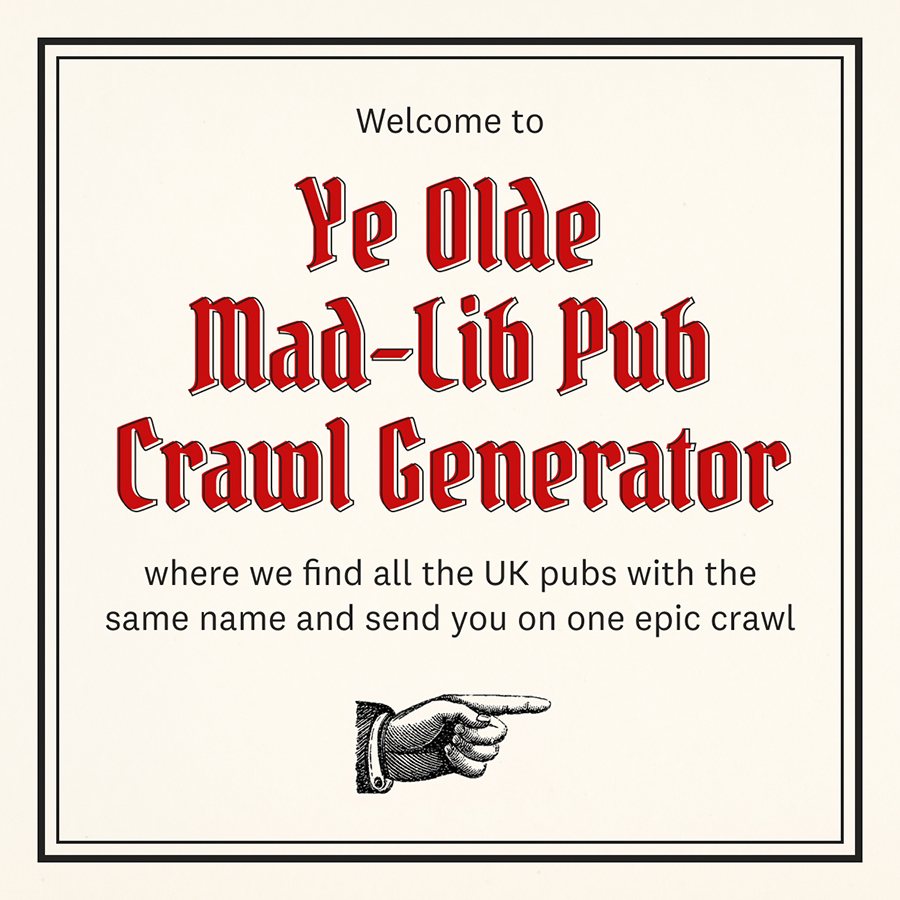 Welcome to
Ye Olde
Mad-Lib Pub
Crawl Generator
where we find all the UK pubs with the
same name and send you on one epic crawl